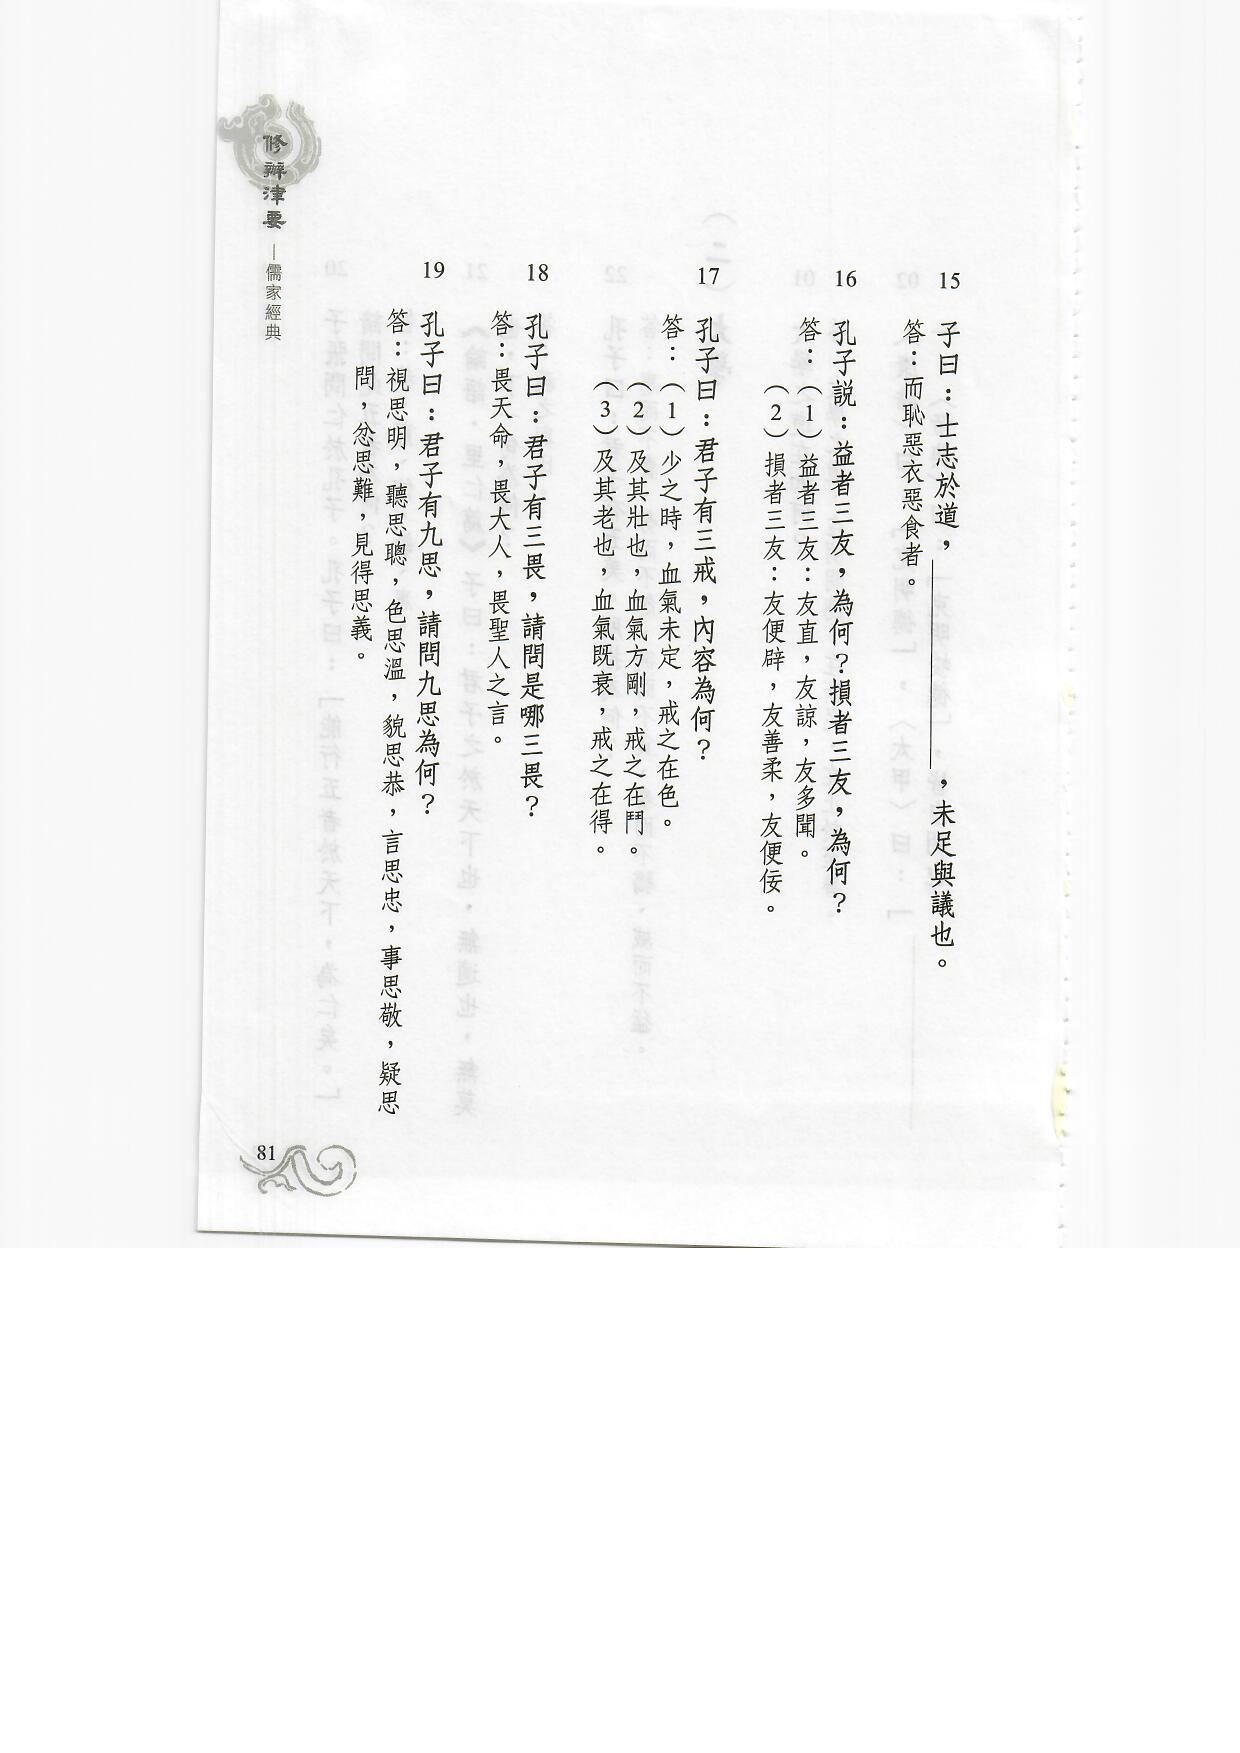 15 子曰：士志於道，＿＿＿＿＿＿，未足與議也。
答：而恥惡衣惡食者。
16 孔子說：益者三友，為何？損者三友，為何？
答：（1）益者三友：友直，友諒，友多聞。
（2）損者三友：友便辟，友善柔，友便佞。
17 孔子曰：君子有三戒，內容為何？
答：（1）少之時，血氣未定，戒之在色。
（2）及其壯也，血氣方剛，戒之在鬥。
（3）及其老也，血氣既衰，戒之在得。
18 孔子曰：君子有三畏，請問是哪三畏？
答：畏天命，畏大人，畏聖人之言。
19 孔子曰：君子有九思，請問九思為何？
答：視思明，聽思聰，色思溫，貌思恭，言思忠，事思敬，疑思
問，忿思難，見得思義。
修辦津要－儒家經典
81